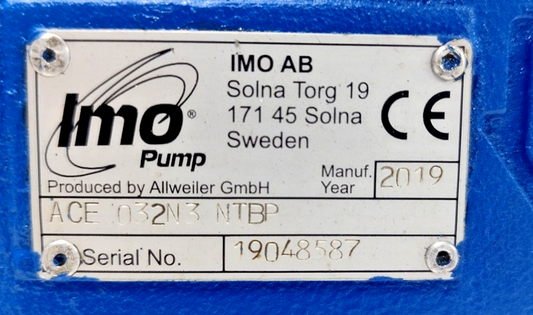 Imo®
Pump
Produced by Allweiler GmbH
IMO AB
Solna Torg 19
171 45 Solna
Sweden
CE
Manuf. Year 2019
ACE 032N3 NTBP
Serial No. 19048587